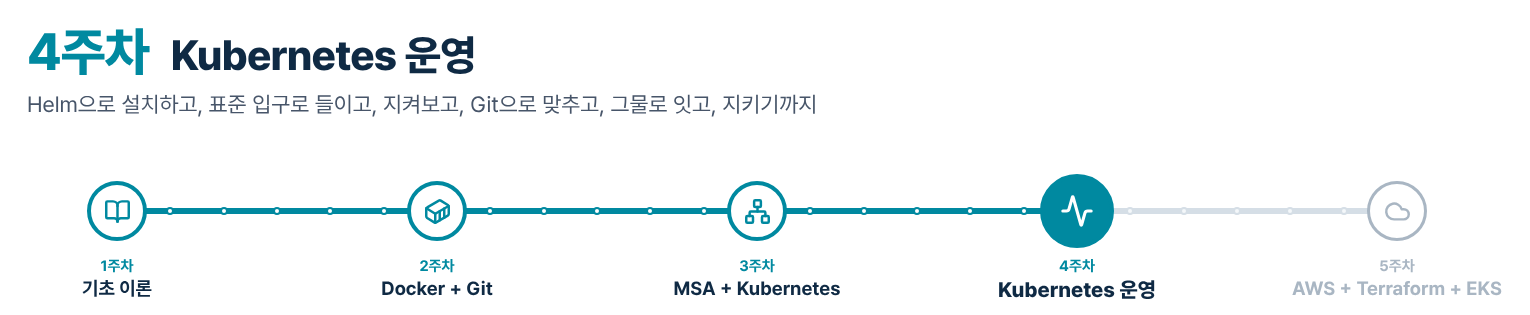 4주차 Kubernetes 운영
Helm으로 설치하고, 표준 입구로 들이고, 지켜보고, Git으로 맞추고, 그물로 잇고, 지키기까지
1주차
기초 이론
2주차
Docker + Git
3주차
MSA + Kubernetes
4주차
Kubernetes 운영
5주차
AWS + Terraform + EKS